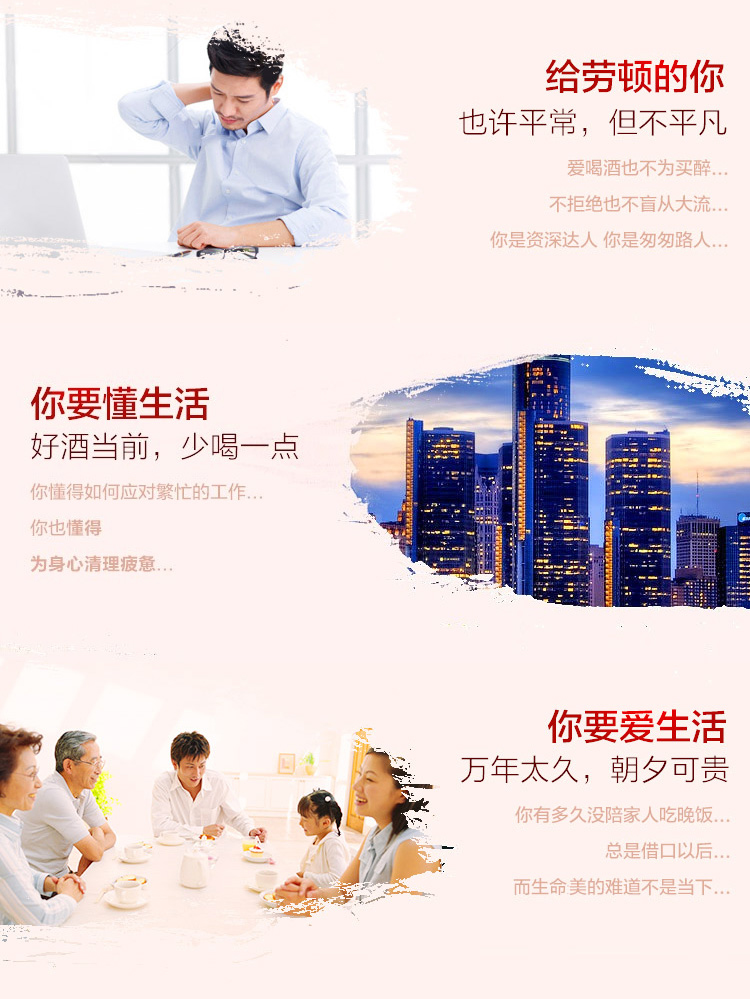 给劳顿的你
也许平常，但不平凡
爱喝酒也不为买醉...
不拒绝也不盲从大流...
你是资深达人 你是匆匆路人...
你要懂生活
好酒当前，少喝一点
你懂得如何应对繁忙的工作...
你也懂得
为身心清理疲惫...
你要爱生活
万年太久，朝夕可贵
你有多久没陪家人吃晚饭...
总是借口以后...
而生命美的难道不是当下...